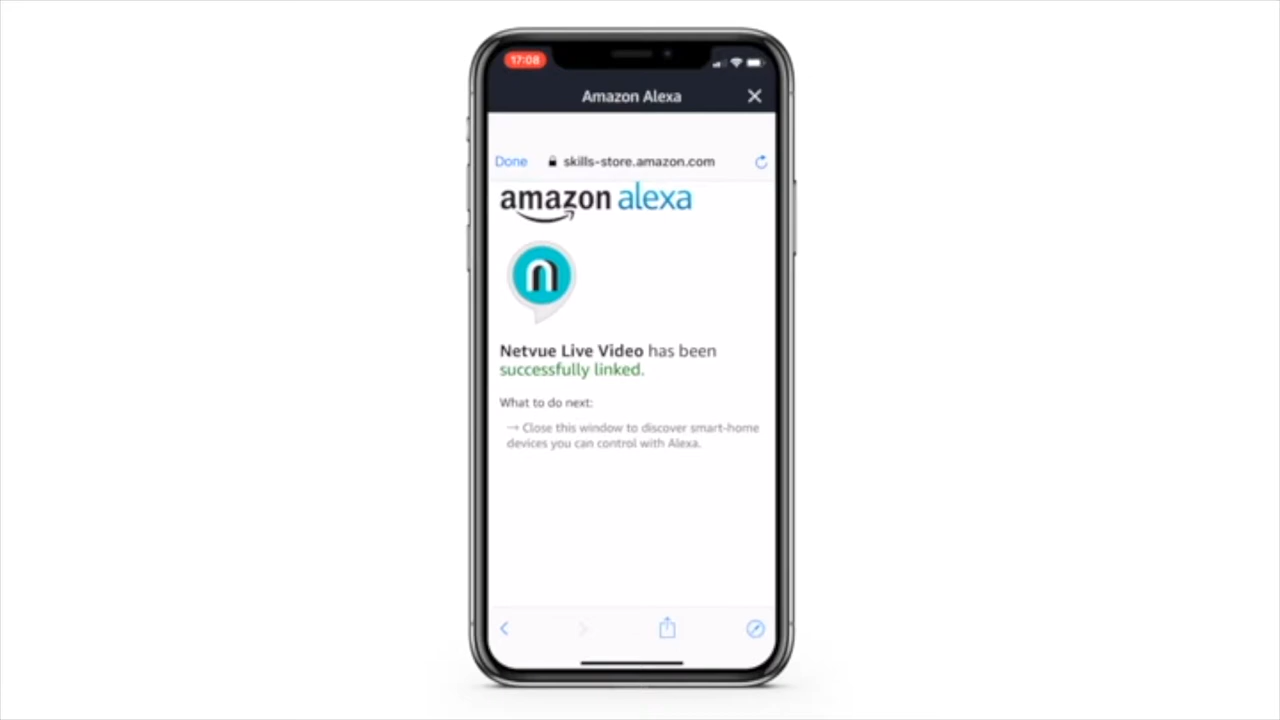 17:08
Amazon Alexa
Done
skills-store.amazon.com
amazon alexa
n
Netvue Live Video has been
successfully linked.
What to do next:
→ Close this window to discover smart-home
devices you can control with Alexa.